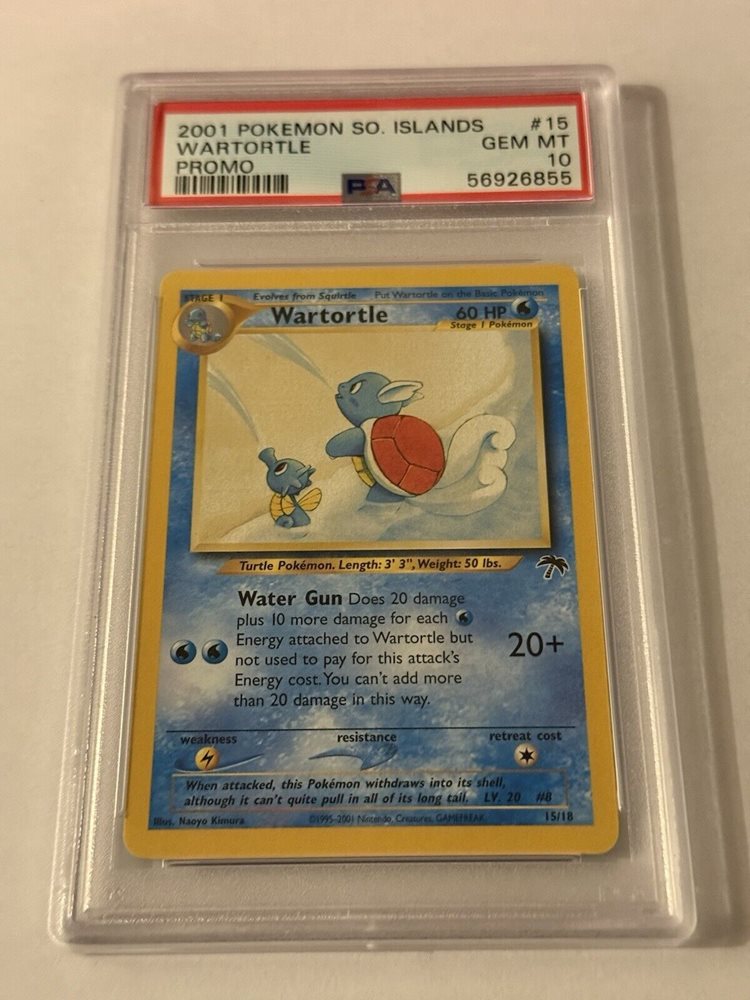 2001 POKEMON SO. ISLANDS #15
WARTORTLE GEM MT
PROMO 10
PSA 56926855
STAGE 1 Evolves from Squirtle Put Wartortle on the Basic Pokémon
Wartortle 60 HP
Stage 1 Pokémon
Turtle Pokémon. Length: 3' 3", Weight: 50 lbs.
Water Gun Does 20 damage
plus 10 more damage for each
Energy attached to Wartortle but
not used to pay for this attack's
Energy cost. You can't add more
than 20 damage in this way.
20+
weakness resistance retreat cost
When attacked, this Pokémon withdraws into its shell,
although it can't quite pull in all of its long tail. LV. 20 #8
Illus. Naoyo Kimura ©1995-2001 Nintendo, Creatures, GAMEFREAK. 15/18